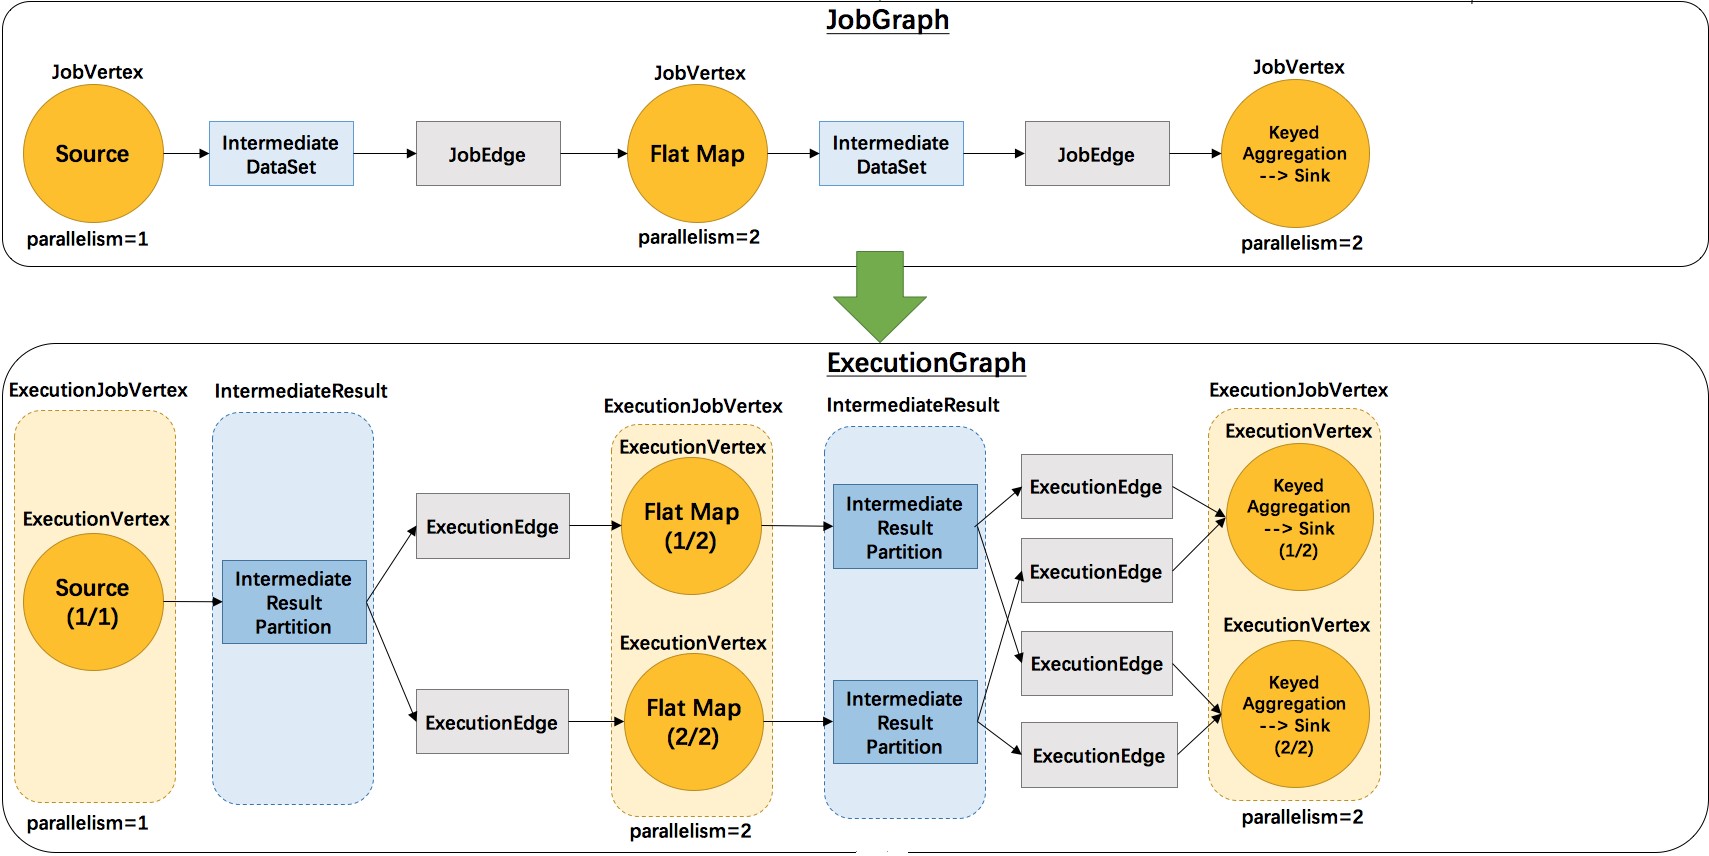 JobGraph
JobVertex
Source
parallelism=1
Intermediate
DataSet
JobEdge
JobVertex
Flat Map
parallelism=2
Intermediate
DataSet
JobEdge
JobVertex
Keyed
Aggregation
--> Sink
parallelism=2
ExecutionGraph
ExecutionJobVertex
ExecutionVertex
Source
(1/1)
parallelism=1
IntermediateResult
Intermediate
Result
Partition
ExecutionEdge
ExecutionEdge
ExecutionJobVertex
ExecutionVertex
Flat Map
(1/2)
ExecutionVertex
Flat Map
(2/2)
parallelism=2
IntermediateResult
Intermediate
Result
Partition
Intermediate
Result
Partition
ExecutionEdge
ExecutionEdge
ExecutionEdge
ExecutionEdge
ExecutionJobVertex
ExecutionVertex
Keyed
Aggregation
--> Sink
(1/2)
ExecutionVertex
Keyed
Aggregation
--> Sink
(2/2)
parallelism=2